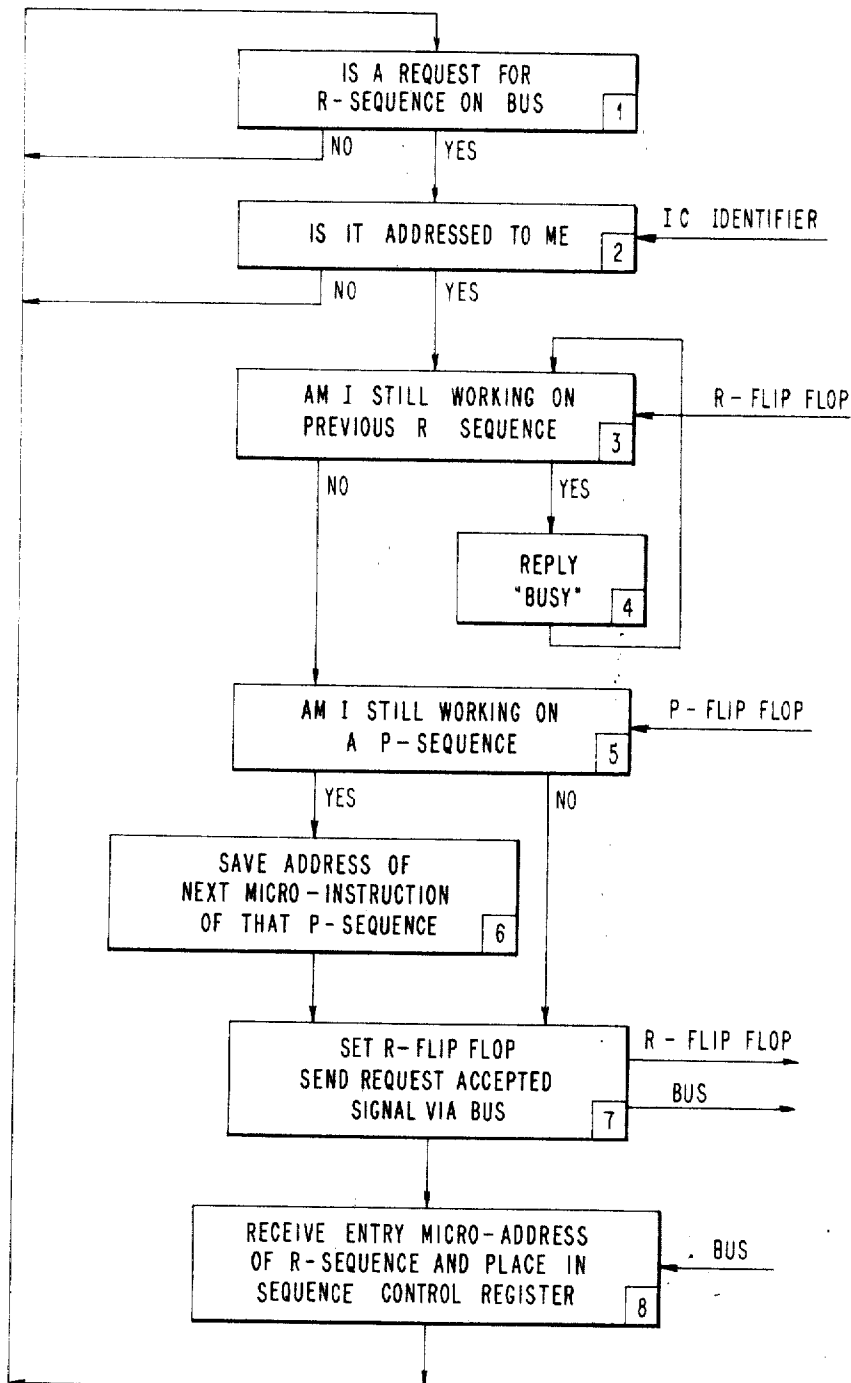 IS A REQUEST FOR
R-SEQUENCE ON BUS
1
NO
YES
IS IT ADDRESSED TO ME
2
IC IDENTIFIER
NO
YES
AM I STILL WORKING ON
PREVIOUS R SEQUENCE
3
R-FLIP FLOP
NO
YES
REPLY
"BUSY"
4
AM I STILL WORKING ON
A P-SEQUENCE
5
P-FLIP FLOP
YES
NO
SAVE ADDRESS OF
NEXT MICRO-INSTRUCTION
OF THAT P-SEQUENCE
6
SET R-FLIP FLOP
SEND REQUEST ACCEPTED
SIGNAL VIA BUS
7
R-FLIP FLOP
BUS
RECEIVE ENTRY MICRO-ADDRESS
OF R-SEQUENCE AND PLACE IN
SEQUENCE CONTROL REGISTER
8
BUS